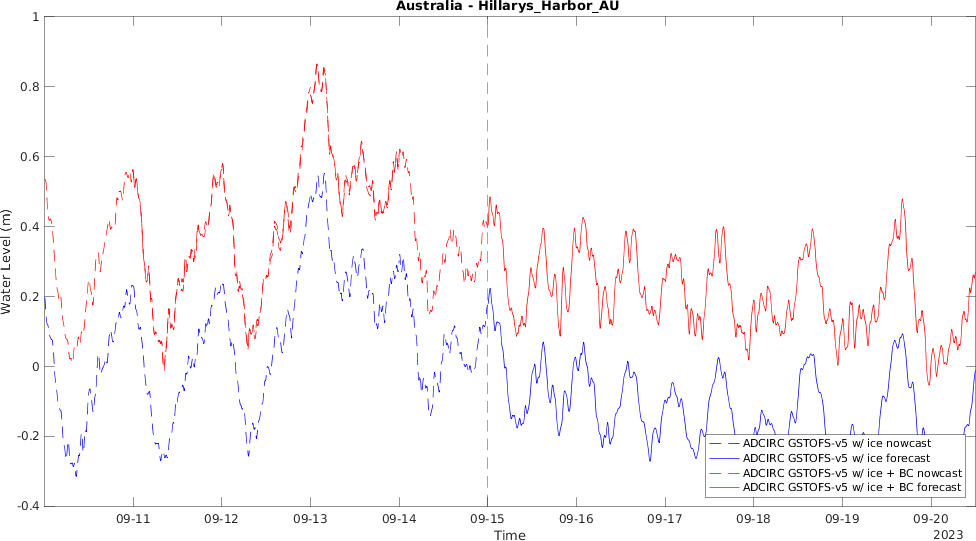 Australia - Hillarys_Harbor_AU
Water Level (m)
1
0.8
0.6
0.4
0.2
0
-0.2
-0.4
09-11 09-12 09-13 09-14 09-15 09-16 09-17 09-18 09-19 09-20
Time
2023
ADCIRC GSTOFS-v5 w/ ice nowcast
ADCIRC GSTOFS-v5 w/ ice forecast
ADCIRC GSTOFS-v5 w/ ice + BC nowcast
ADCIRC GSTOFS-v5 w/ ice + BC forecast